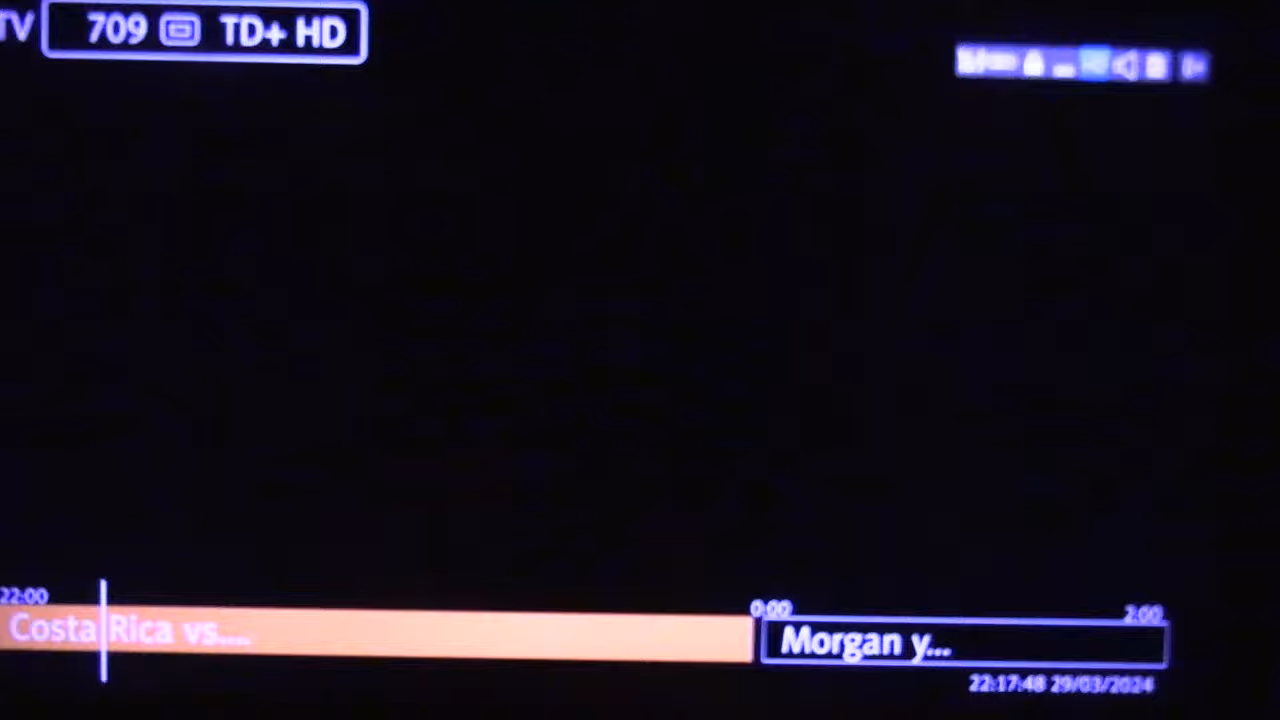 TV 709 TD+ HD
22:00 0:00 2:00
Costa Rica vs.... Morgan y...
22:17:48 29/03/2024